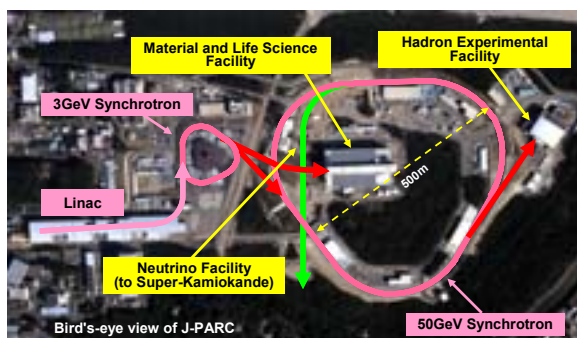 Material and Life Science
Facility
Hadron Experimental
Facility
3GeV Synchrotron
500m
Linac
Neutrino Facility
(to Super-Kamiokande)
Bird's-eye view of J-PARC
50GeV Synchrotron